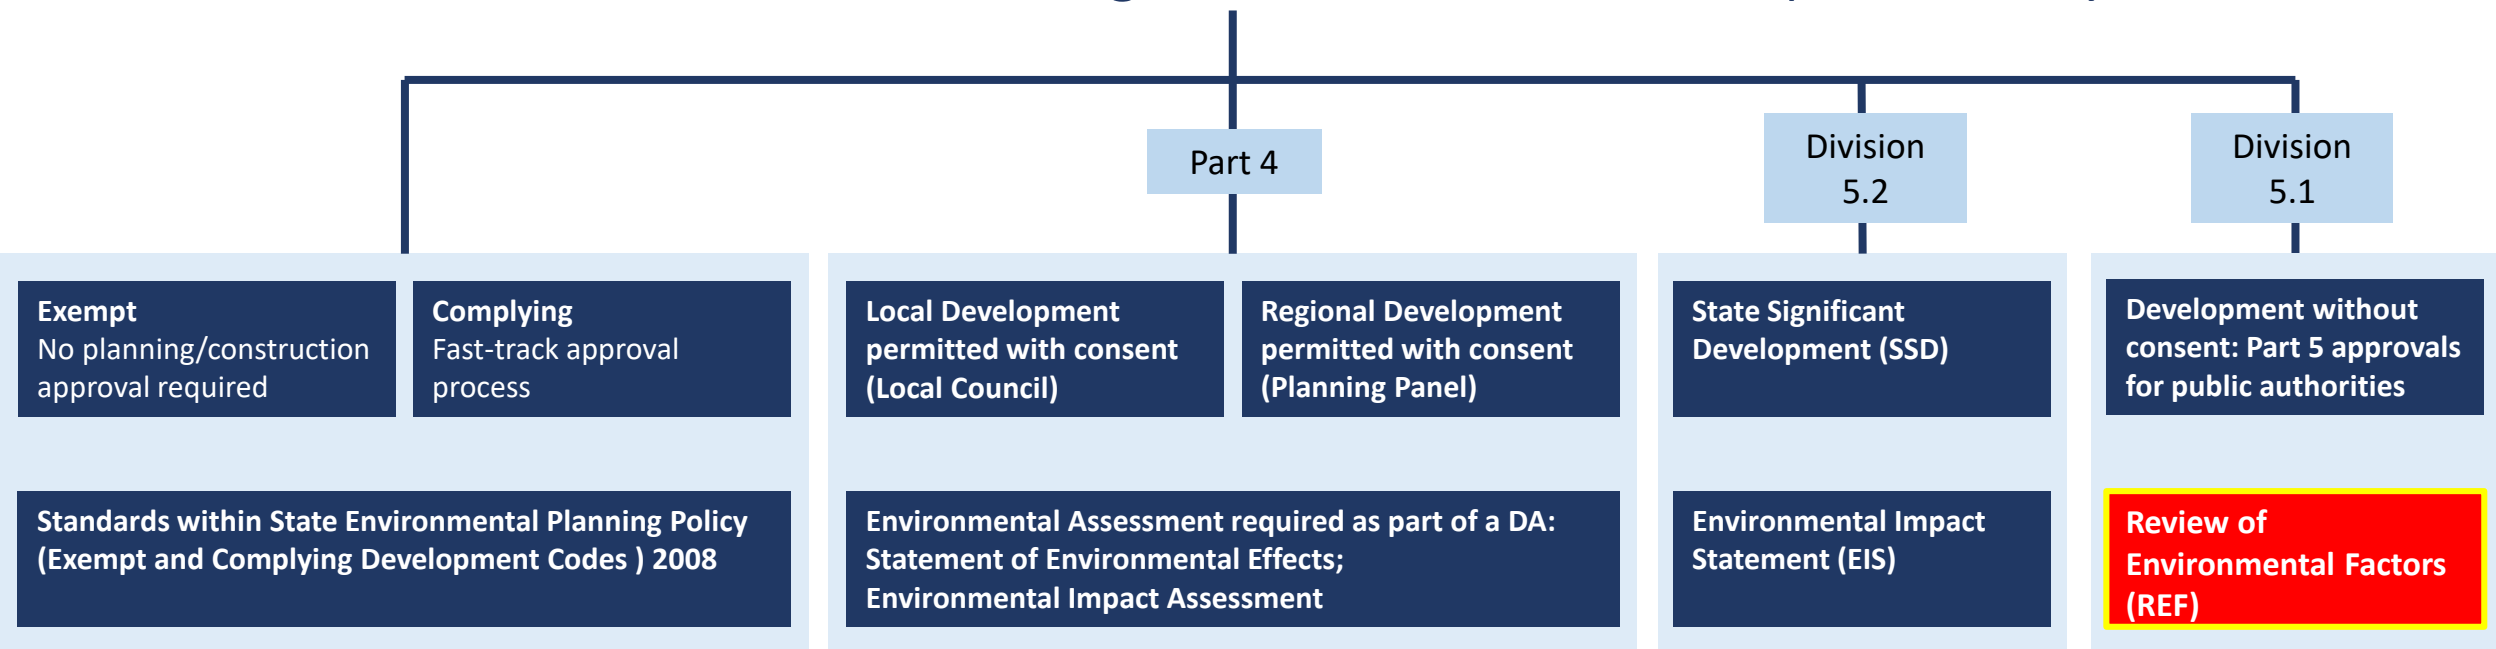 Part 4
Division
5.2
Division
5.1
Exempt
No planning/construction
approval required
Complying
Fast-track approval
process
Local Development
permitted with consent
(Local Council)
Regional Development
permitted with consent
(Planning Panel)
State Significant
Development (SSD)
Development without
consent: Part 5 approvals
for public authorities
Standards within State Environmental Planning Policy
(Exempt and Complying Development Codes ) 2008
Environmental Assessment required as part of a DA:
Statement of Environmental Effects;
Environmental Impact Assessment
Environmental Impact
Statement (EIS)
Review of
Environmental Factors
(REF)